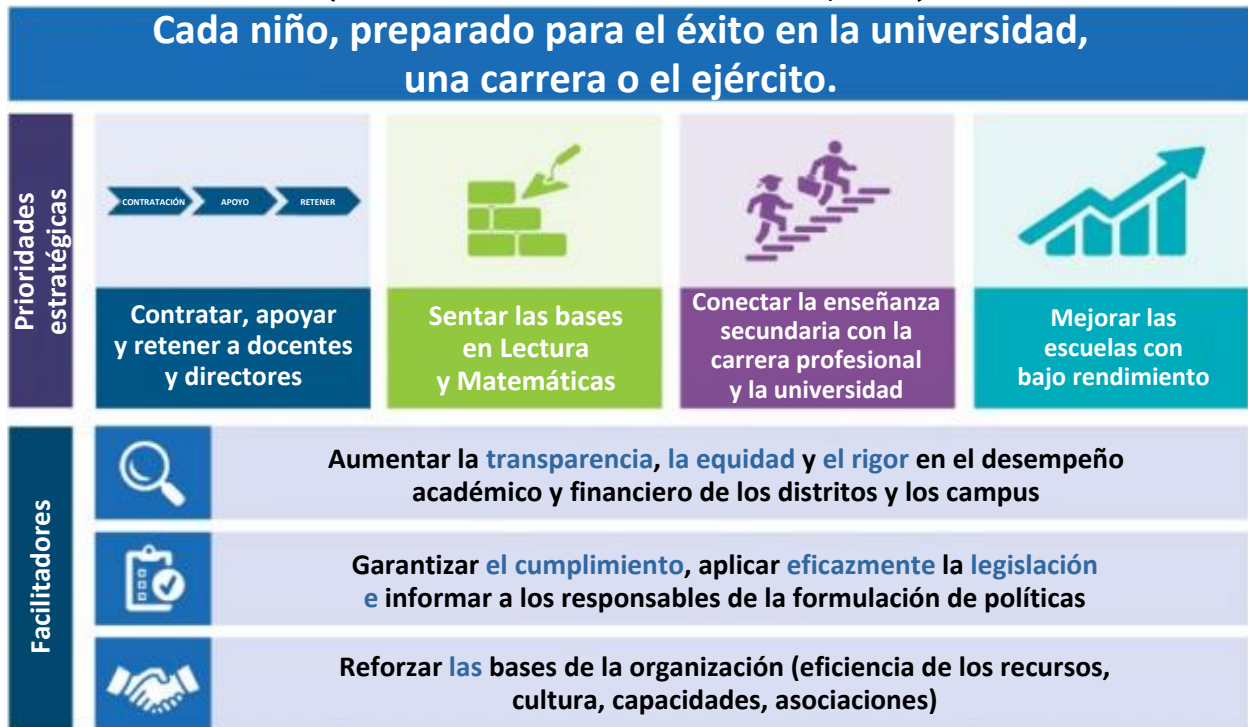 Cada niño, preparado para el éxito en la universidad,
una carrera o el ejército.
Prioridades
estratégicas
CONTRATACIÓN
APOYO
RETENER
Contratar, apoyar
y retener a docentes
y directores
Sentar las bases
en Lectura
y Matemáticas
Conectar la enseñanza
secundaria con la
carrera profesional
y la universidad
Mejorar las
escuelas con
bajo rendimiento
Facilitadores
Aumentar la transparencia, la equidad y el rigor en el desempeño
académico y financiero de los distritos y los campus
Garantizar el cumplimiento, aplicar eficazmente la legislación
e informar a los responsables de la formulación de políticas
Reforzar las bases de la organización (eficiencia de los recursos,
cultura, capacidades, asociaciones)